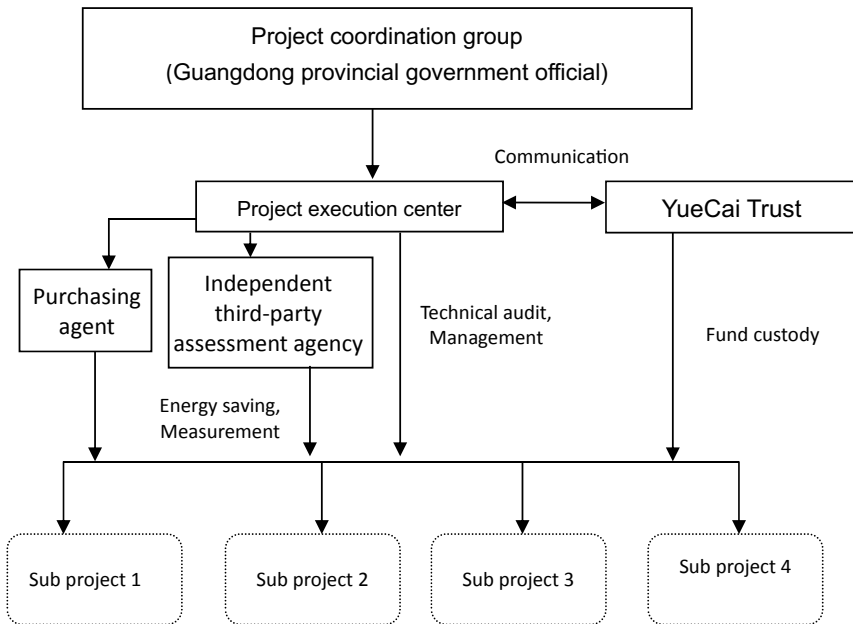 Project coordination group
(Guangdong provincial government official)
Communication
Project execution center
YueCai Trust
Purchasing
agent
Independent
third-party
assessment agency
Technical audit,
Management
Fund custody
Energy saving,
Measurement
Sub project 1
Sub project 2
Sub project 3
Sub project 4